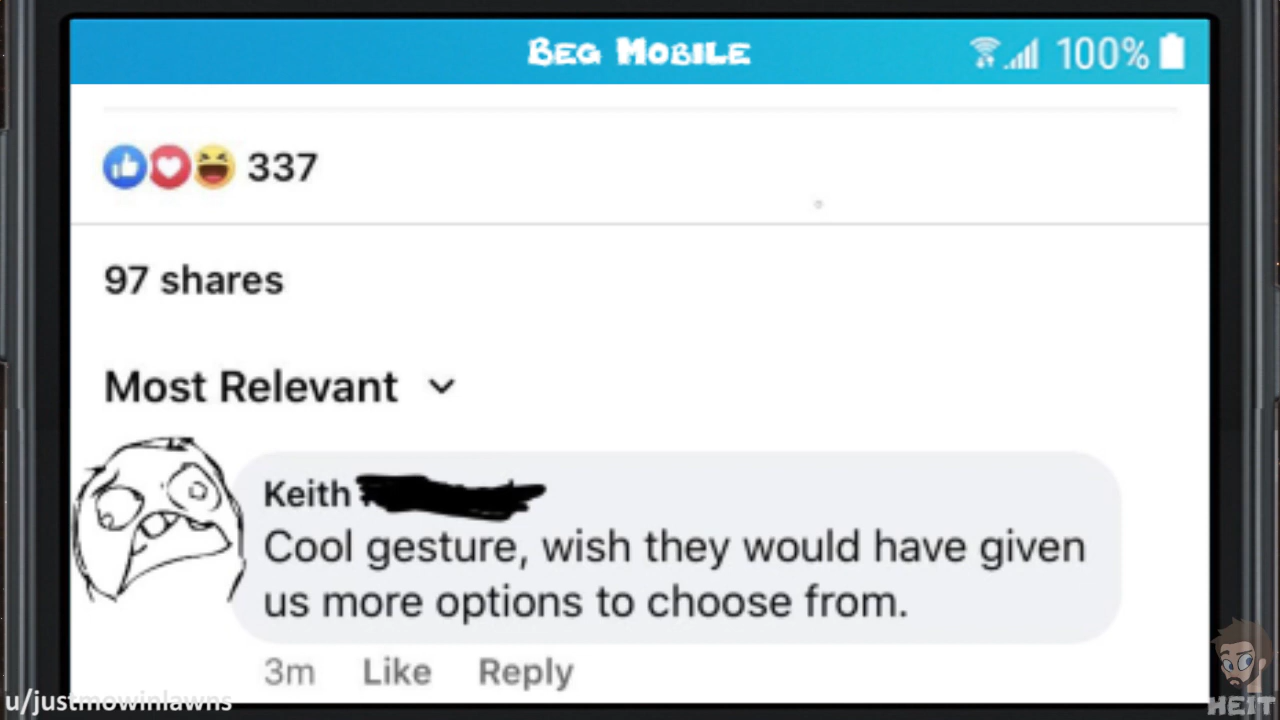 BEG MOBILE
100%
337
97 shares
Most Relevant
Keith
Cool gesture, wish they would have given
us more options to choose from.
3m Like Reply
u/justmowinlawns
HEIT